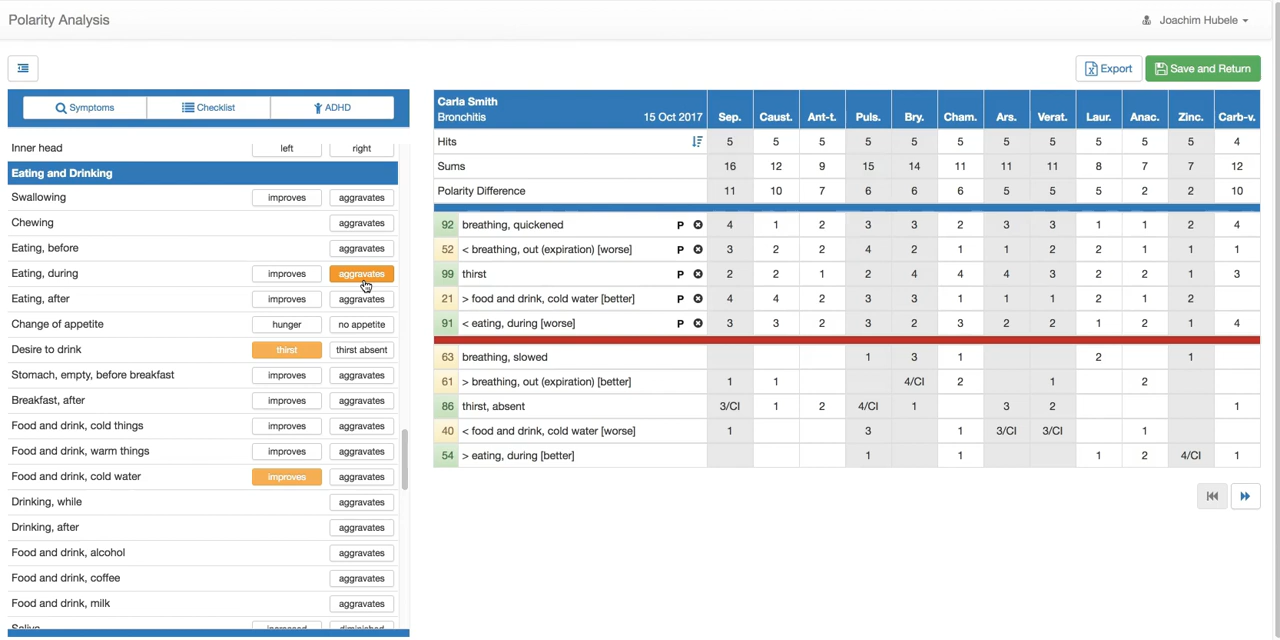 Polarity Analysis
Joachim Hubele
Export
Save and Return
Symptoms Checklist ADHD
Inner head left right
Eating and Drinking
Swallowing improves aggravates
Chewing aggravates
Eating, before aggravates
Eating, during improves aggravates
Eating, after improves aggravates
Change of appetite hunger no appetite
Desire to drink thirst thirst absent
Stomach, empty, before breakfast improves aggravates
Breakfast, after improves aggravates
Food and drink, cold things improves aggravates
Food and drink, warm things improves aggravates
Food and drink, cold water improves aggravates
Drinking, while aggravates
Drinking, after aggravates
Food and drink, alcohol aggravates
Food and drink, coffee aggravates
Food and drink, milk aggravates
Saliva increased diminished
Carla Smith
Bronchitis 15 Oct 2017 Sep. Caust. Ant-t. Puls. Bry. Cham. Ars. Verat. Laur. Anac. Zinc. Carb-v.
Hits 5 5 5 5 5 5 5 5 5 5 5 4
Sums 16 12 9 15 14 11 11 11 8 7 7 12
Polarity Difference 11 10 7 6 6 6 5 5 5 2 2 10
92 breathing, quickened P 4 1 2 3 3 2 3 3 1 1 2 4
52 < breathing, out (expiration) [worse] P 3 2 2 4 2 1 1 2 2 1 1 1
99 thirst P 2 2 1 2 4 4 4 3 2 2 1 3
21 > food and drink, cold water [better] P 4 4 2 3 3 1 1 1 2 1 2
91 < eating, during [worse] P 3 3 2 3 2 3 2 2 1 2 1 4
63 breathing, slowed 1 3 1 2 1
61 > breathing, out (expiration) [better] 1 1 4/CI 2 1 2
86 thirst, absent 3/CI 1 2 4/CI 1 3 2 1
40 < food and drink, cold water [worse] 1 3 1 3/CI 3/CI 1
54 > eating, during [better] 1 1 1 2 4/CI 1